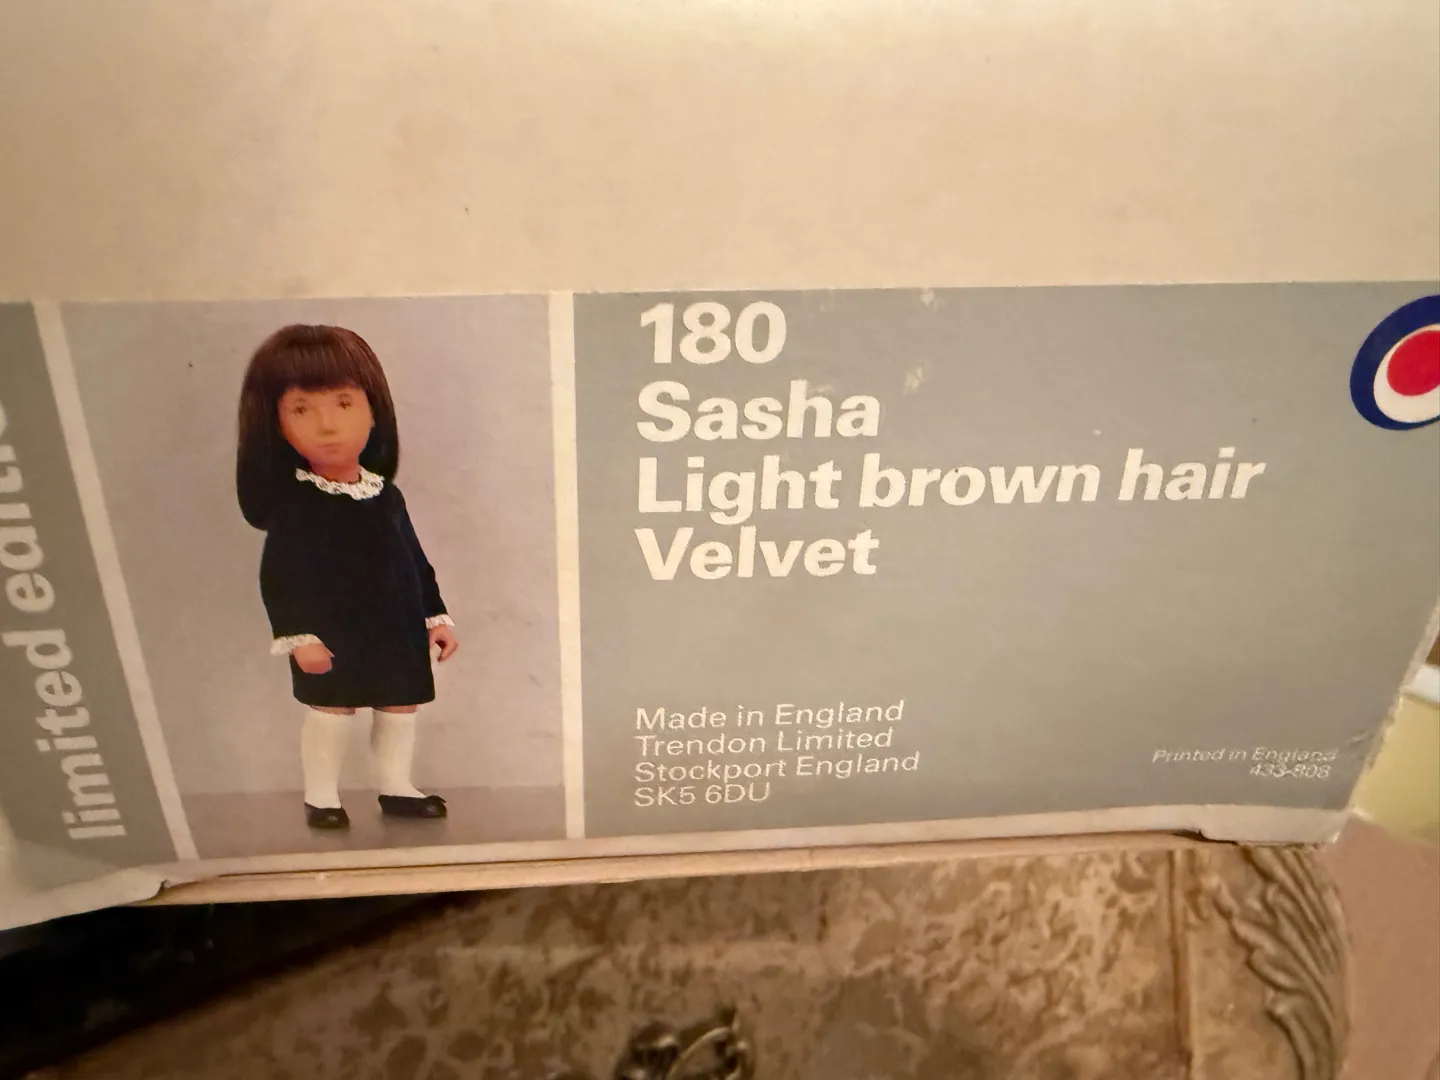 limited
180
Sasha
Light brown hair
Velvet
Made in England
Trendon Limited
Stockport England
SK5 6DU
Printed in England
433-808